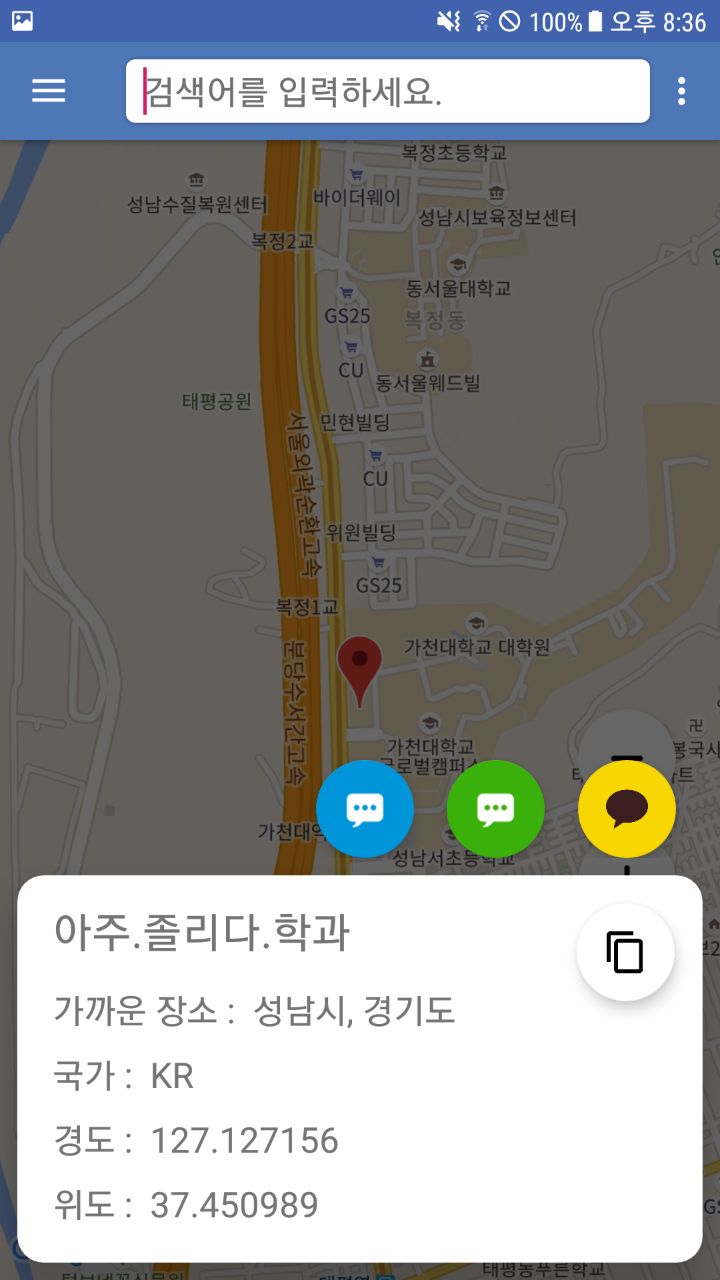 100% 오후 8:36
검색어를 입력하세요.
복정초등학교
성남수질복원센터
바이더웨이
성남시보육정보센터
복정2교
동서울대학교
GS25
복정동
CU
동서울웨드빌
태평공원
민현빌딩
서울외곽순환고속
CU
위원빌딩
GS25
복정1교
가천대학교 대학원
분당수서간고속
가천대학교
글로벌캠퍼스
봉국사
가천대역
성남서초등학교
아주.졸리다.학과
가까운 장소 : 성남시, 경기도
국가 : KR
경도 : 127.127156
위도 : 37.450989
태평역
태평동푸른학교